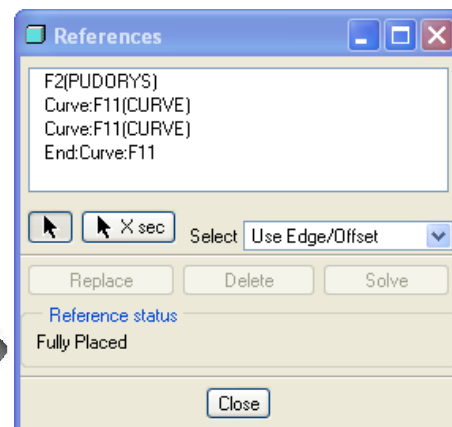 References
F2(PUDORYS)
Curve:F11(CURVE)
Curve:F11(CURVE)
End:Curve:F11
X sec Select Use Edge/Offset
Replace Delete Solve
Reference status
Fully Placed
Close